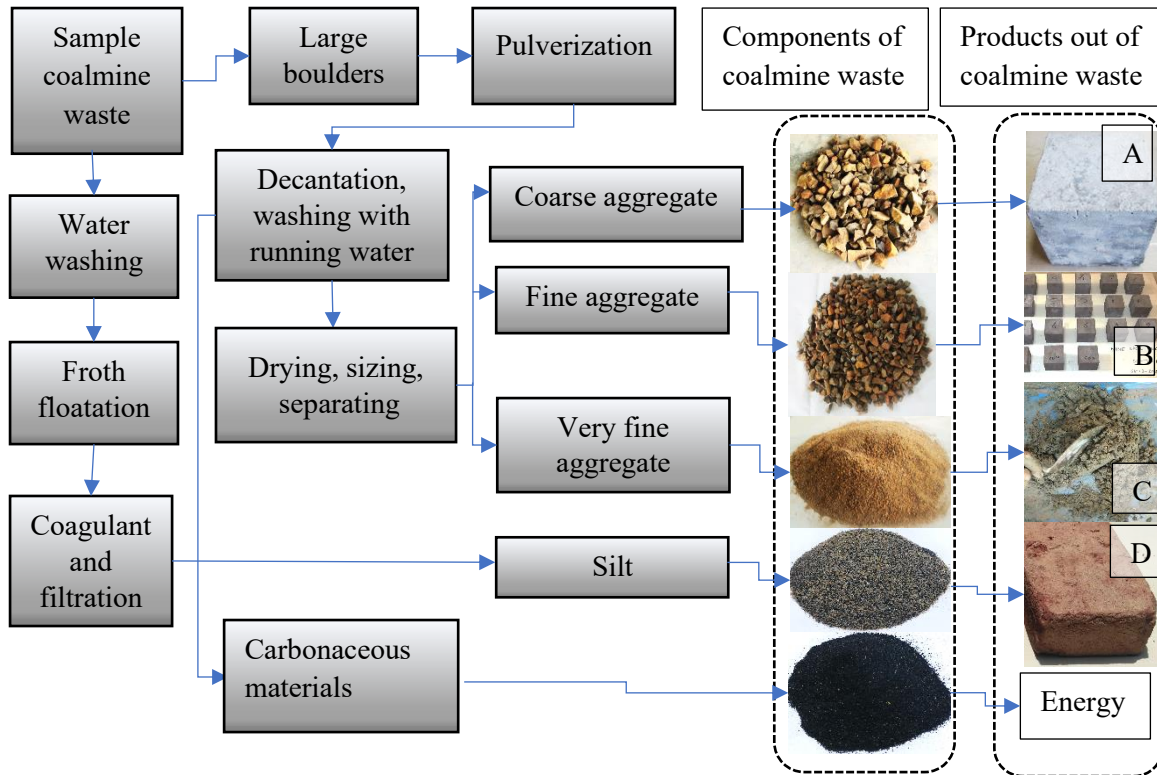 Sample
coalmine
waste
Large
boulders
Pulverization
Components of
coalmine waste
Products out of
coalmine waste
Water
washing
Decantation,
washing with
running water
Coarse aggregate
A
Fine aggregate
B
Froth
floatation
Drying, sizing,
separating
Very fine
aggregate
C
Coagulant
and
filtration
Silt
D
Carbonaceous
materials
Energy